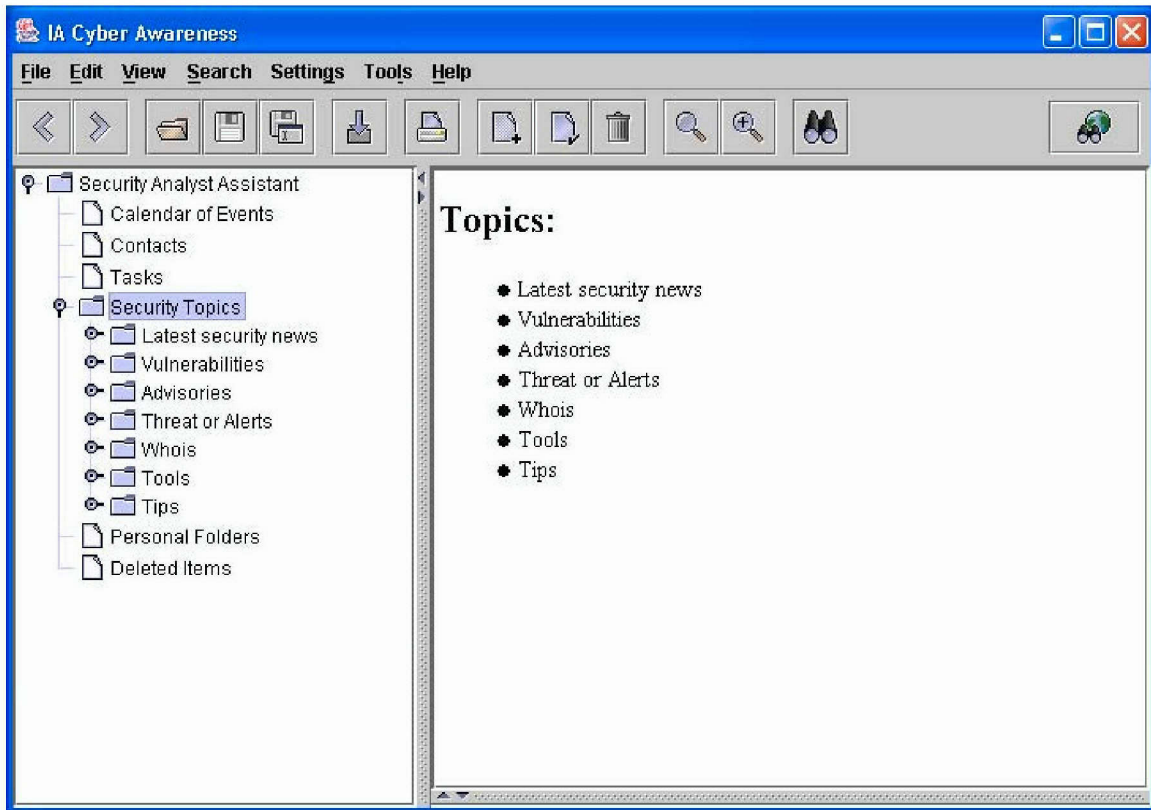 IA Cyber Awareness
File Edit View Search Settings Tools Help
Security Analyst Assistant
Calendar of Events
Contacts
Tasks
Security Topics
Latest security news
Vulnerabilities
Advisories
Threat or Alerts
Whois
Tools
Tips
Personal Folders
Deleted Items
Topics:
Latest security news
Vulnerabilities
Advisories
Threat or Alerts
Whois
Tools
Tips